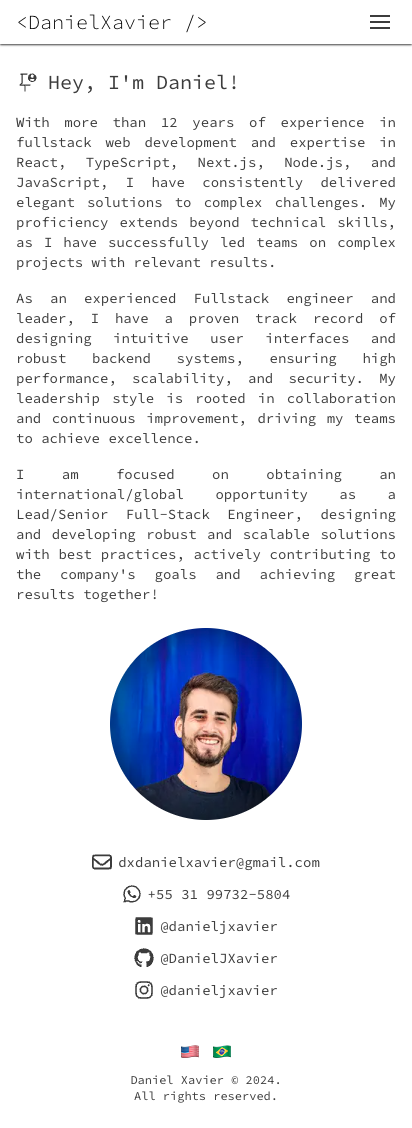 <DanielXavier />
Hey, I'm Daniel!
With more than 12 years of experience in
fullstack web development and expertise in
React, TypeScript, Next.js, Node.js, and
JavaScript, I have consistently delivered
elegant solutions to complex challenges. My
proficiency extends beyond technical skills,
as I have successfully led teams on complex
projects with relevant results.
As an experienced Fullstack engineer and
leader, I have a proven track record of
designing intuitive user interfaces and
robust backend systems, ensuring high
performance, scalability, and security. My
leadership style is rooted in collaboration
and continuous improvement, driving my teams
to achieve excellence.
I am focused on obtaining an
international/global opportunity as a
Lead/Senior Full-Stack Engineer, designing
and developing robust and scalable solutions
with best practices, actively contributing to
the company's goals and achieving great
results together!
dxdanielxavier@gmail.com
+55 31 99732-5804
@danieljxavier
@DanielJXavier
@danieljxavier
Daniel Xavier © 2024.
All rights reserved.